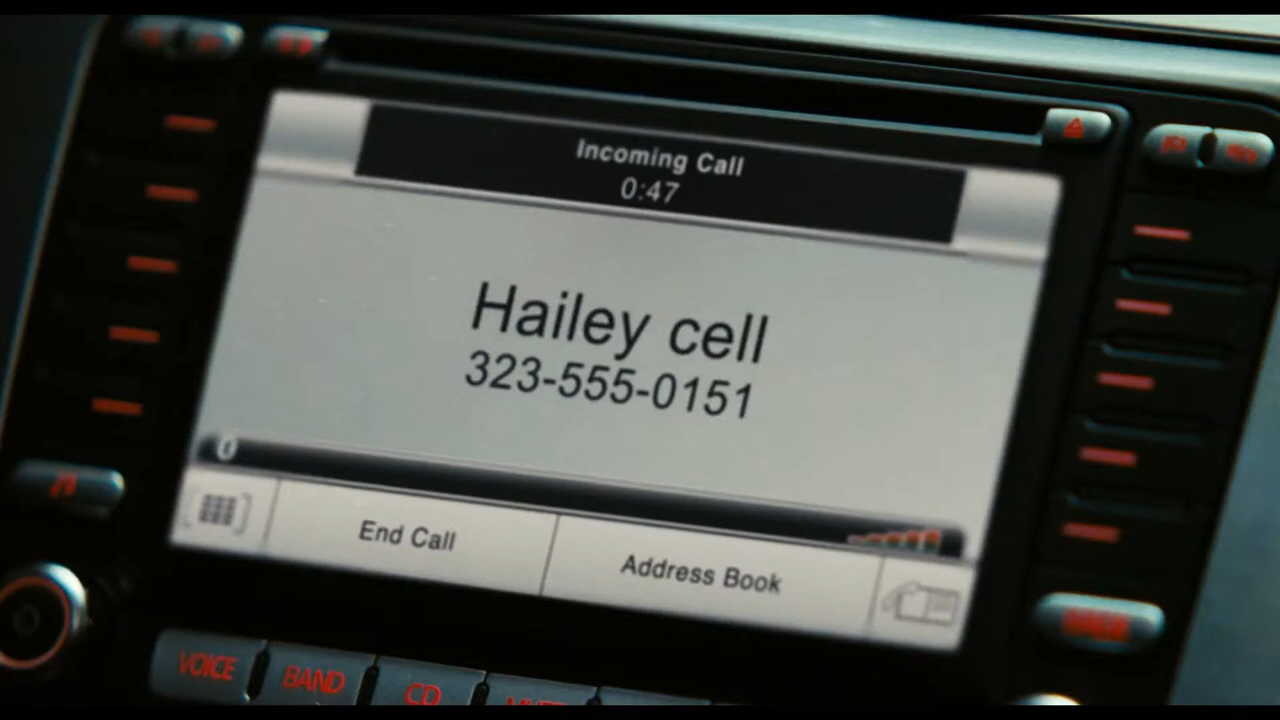 Incoming Call
0:47
Hailey cell
323-555-0151
End Call
Address Book
VOICE
BAND
CD